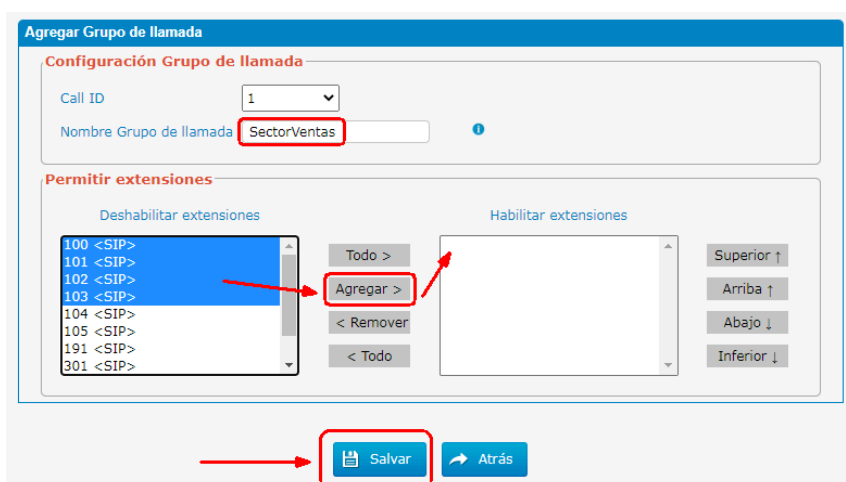 Agregar Grupo de llamada
Configuración Grupo de llamada
Call ID 1
Nombre Grupo de llamada SectorVentas
Permitir extensiones
Deshabilitar extensiones Habilitar extensiones
100 <SIP>
101 <SIP>
102 <SIP>
103 <SIP>
104 <SIP>
105 <SIP>
191 <SIP>
301 <SIP>
Todo >
Agregar >
< Remover
< Todo
Superior ↑
Arriba ↑
Abajo ↓
Inferior ↓
Salvar Atrás